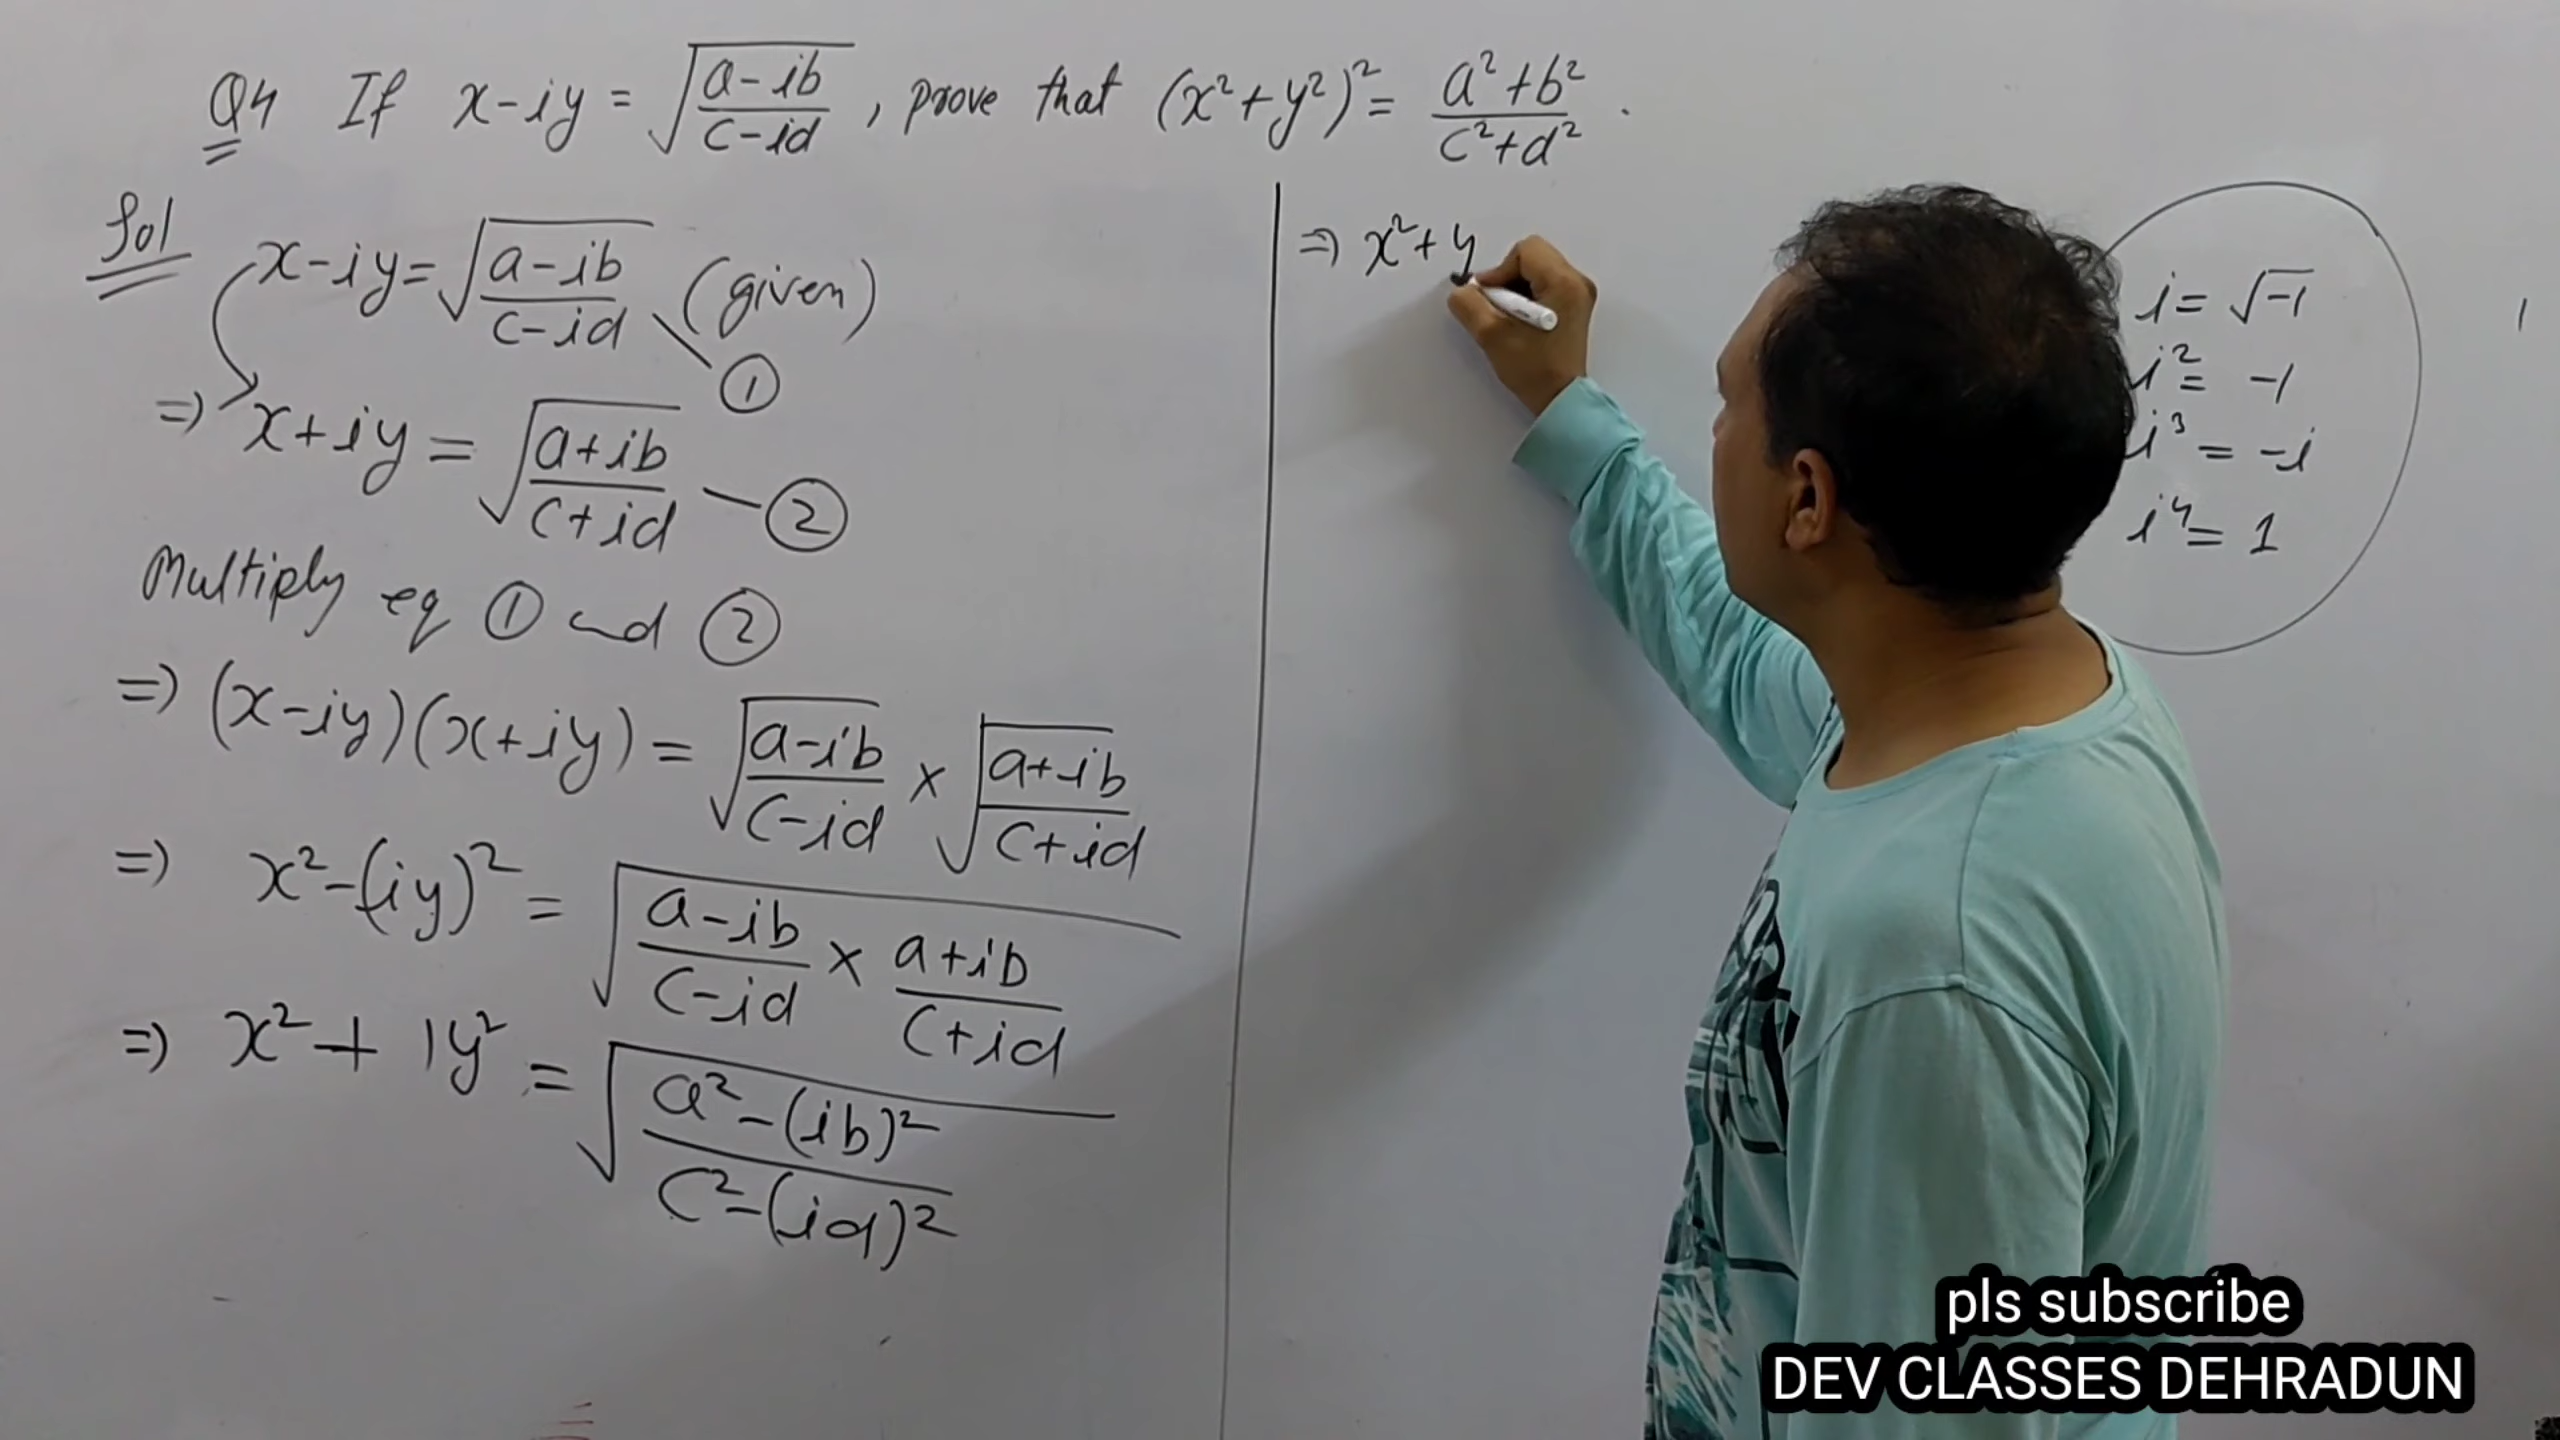 Q4 If x-iy = √(a-ib)/(c-id), prove that (x²+y²)² = (a²+b²)/(c²+d²).
Sol
x-iy = √(a-ib)/(c-id) (given)
①
=> x+iy = √(a+ib)/(c+id) — ②
Multiply eq ① and ②
=> (x-iy)(x+iy) = √(a-ib)/(c-id) × √(a+ib)/(c+id)
=> x²-(iy)² = √(a-ib)/(c-id) × (a+ib)/(c+id)
=> x² + 1y² = √(a²-(ib)²)/(c²-(id)²)
=> x²+y
i = √-1
i² = -1
i³ = -i
i⁴ = 1
pls subscribe
DEV CLASSES DEHRADUN